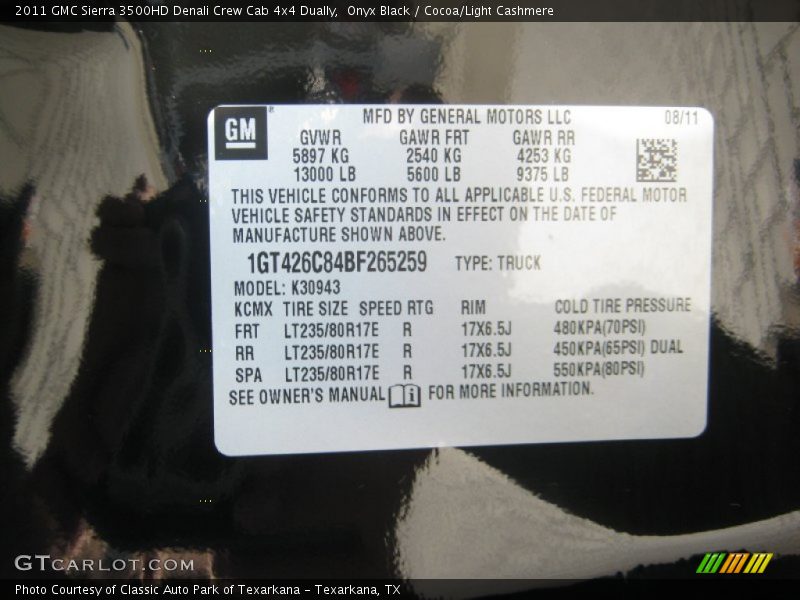 2011 GMC Sierra 3500HD Denali Crew Cab 4x4 Dually,  Onyx Black / Cocoa/Light Cashmere
GM
®
MFD BY GENERAL MOTORS LLC 08/11
GVWR GAWR FRT GAWR RR
5897 KG 2540 KG 4253 KG
13000 LB 5600 LB 9375 LB
THIS VEHICLE CONFORMS TO ALL APPLICABLE U.S. FEDERAL MOTOR
VEHICLE SAFETY STANDARDS IN EFFECT ON THE DATE OF
MANUFACTURE SHOWN ABOVE.
1GT426C84BF265259 TYPE: TRUCK
MODEL: K30943
KCMX TIRE SIZE SPEED RTG RIM COLD TIRE PRESSURE
FRT LT235/80R17E R 17X6.5J 480KPA(70PSI)
RR LT235/80R17E R 17X6.5J 450KPA(65PSI) DUAL
SPA LT235/80R17E R 17X6.5J 550KPA(80PSI)
SEE OWNER'S MANUAL i FOR MORE INFORMATION.
GTCARLOT.COM
Photo Courtesy of Classic Auto Park of Texarkana – Texarkana, TX